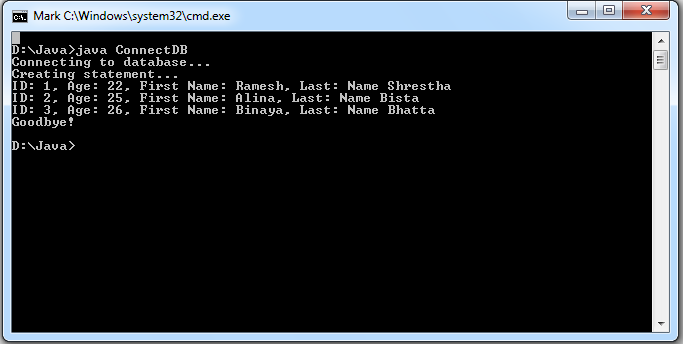 Mark C:\Windows\system32\cmd.exe
D:\Java>java ConnectDB
Connecting to database...
Creating statement...
ID: 1, Age: 22, First Name: Ramesh, Last: Name Shrestha
ID: 2, Age: 25, First Name: Alina, Last: Name Bista
ID: 3, Age: 26, First Name: Binaya, Last: Name Bhatta
Goodbye!
D:\Java>